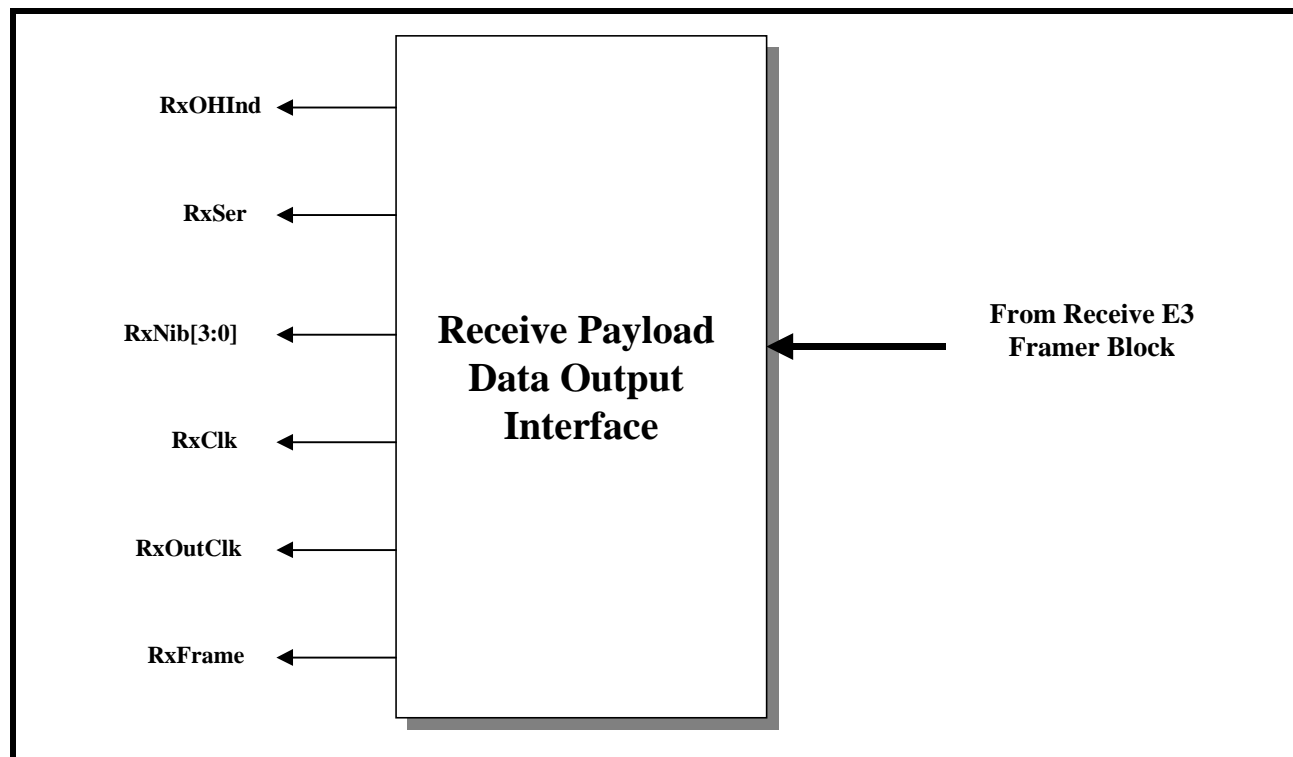 RxOHInd
RxSer
RxNib[3:0]
RxClk
RxOutClk
RxFrame
Receive Payload
Data Output
Interface
From Receive E3
Framer Block